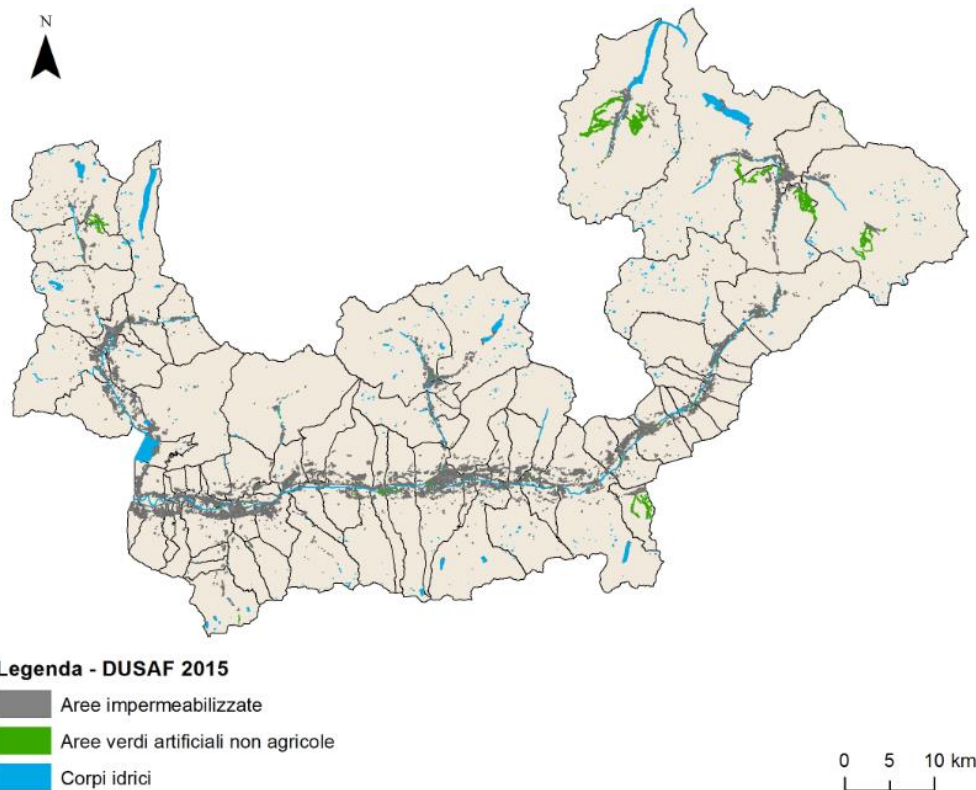 N
Legenda - DUSAF 2015
Aree impermeabilizzate
Aree verdi artificiali non agricole
Corpi idrici
0 5 10 km